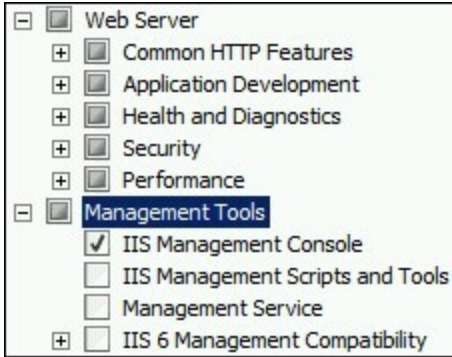 Web Server
Common HTTP Features
Application Development
Health and Diagnostics
Security
Performance
Management Tools
IIS Management Console
IIS Management Scripts and Tools
Management Service
IIS 6 Management Compatibility